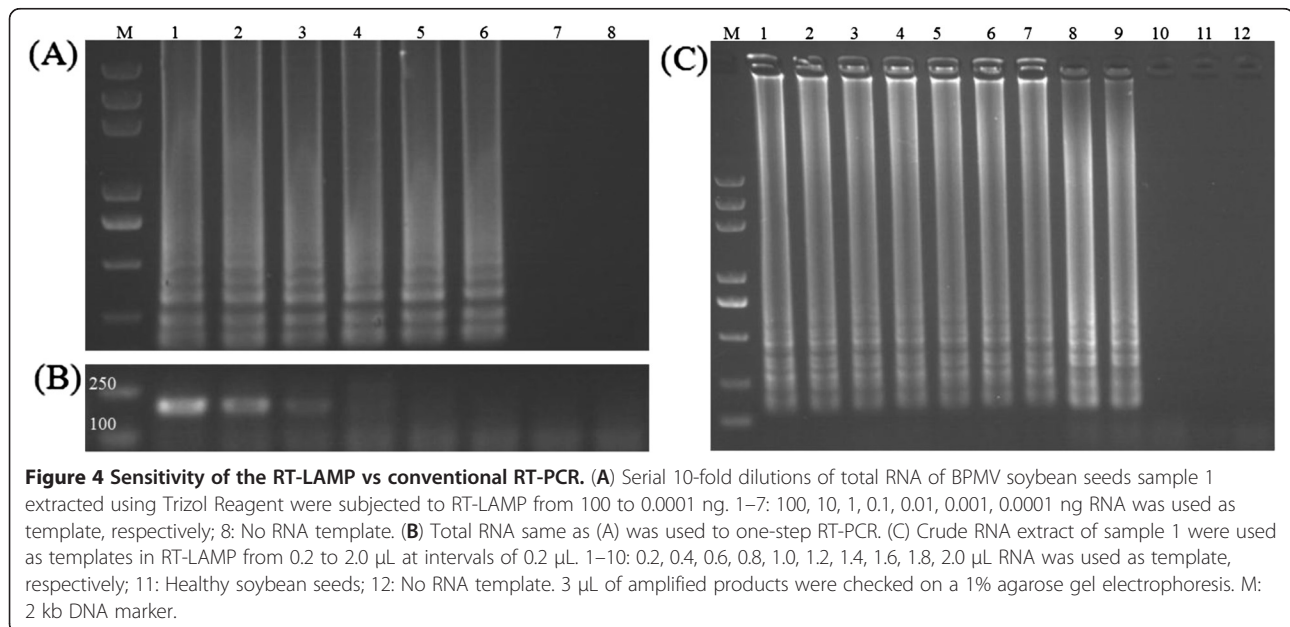 M 1 2 3 4 5 6 7 8
(A)
M 1 2 3 4 5 6 7 8 9 10 11 12
(C)
(B)
250
100
Figure 4 Sensitivity of the RT-LAMP vs conventional RT-PCR. (A) Serial 10-fold dilutions of total RNA of BPMV soybean seeds sample 1
extracted using Trizol Reagent were subjected to RT-LAMP from 100 to 0.0001 ng. 1–7: 100, 10, 1, 0.1, 0.01, 0.001, 0.0001 ng RNA was used as
template, respectively; 8: No RNA template. (B) Total RNA same as (A) was used to one-step RT-PCR. (C) Crude RNA extract of sample 1 were used
as templates in RT-LAMP from 0.2 to 2.0 μL at intervals of 0.2 μL. 1–10: 0.2, 0.4, 0.6, 0.8, 1.0, 1.2, 1.4, 1.6, 1.8, 2.0 μL RNA was used as template,
respectively; 11: Healthy soybean seeds; 12: No RNA template. 3 μL of amplified products were checked on a 1% agarose gel electrophoresis. M:
2 kb DNA marker.